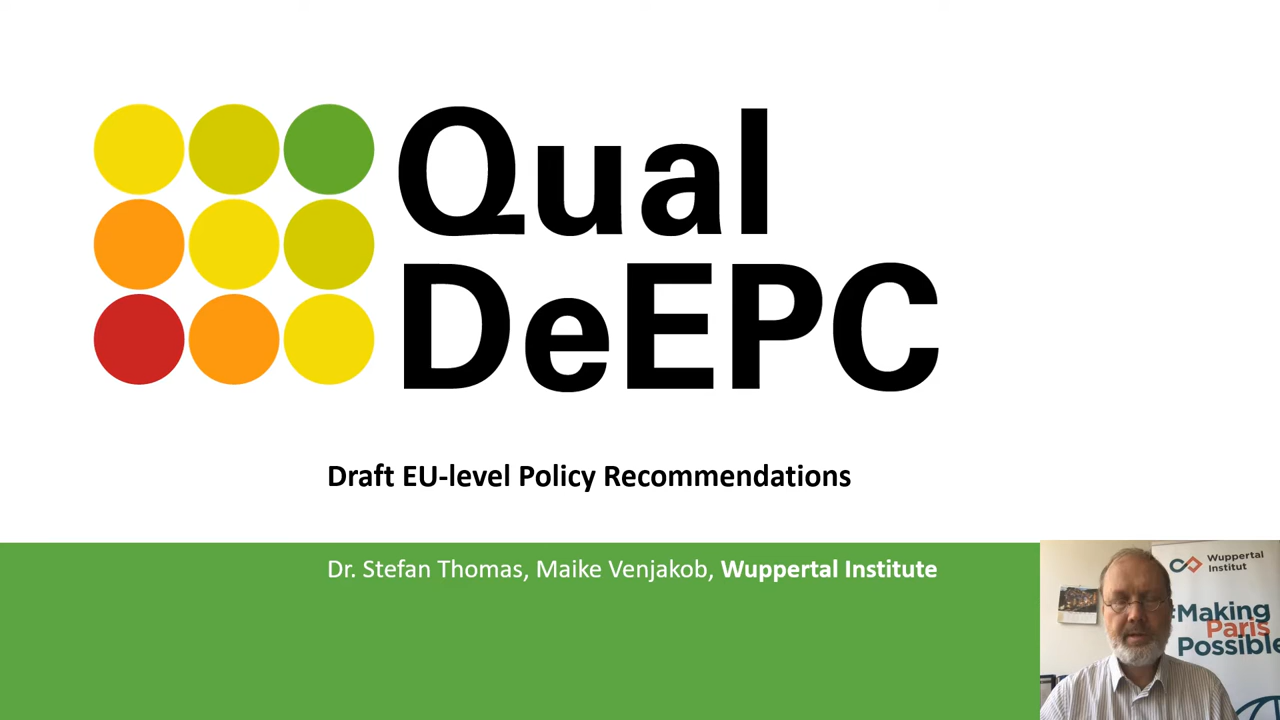 Qual
DeEPC
Draft EU-level Policy Recommendations
Dr. Stefan Thomas, Maike Venjakob, Wuppertal Institute
Wuppertal
Institut
#Making
Paris
Possible